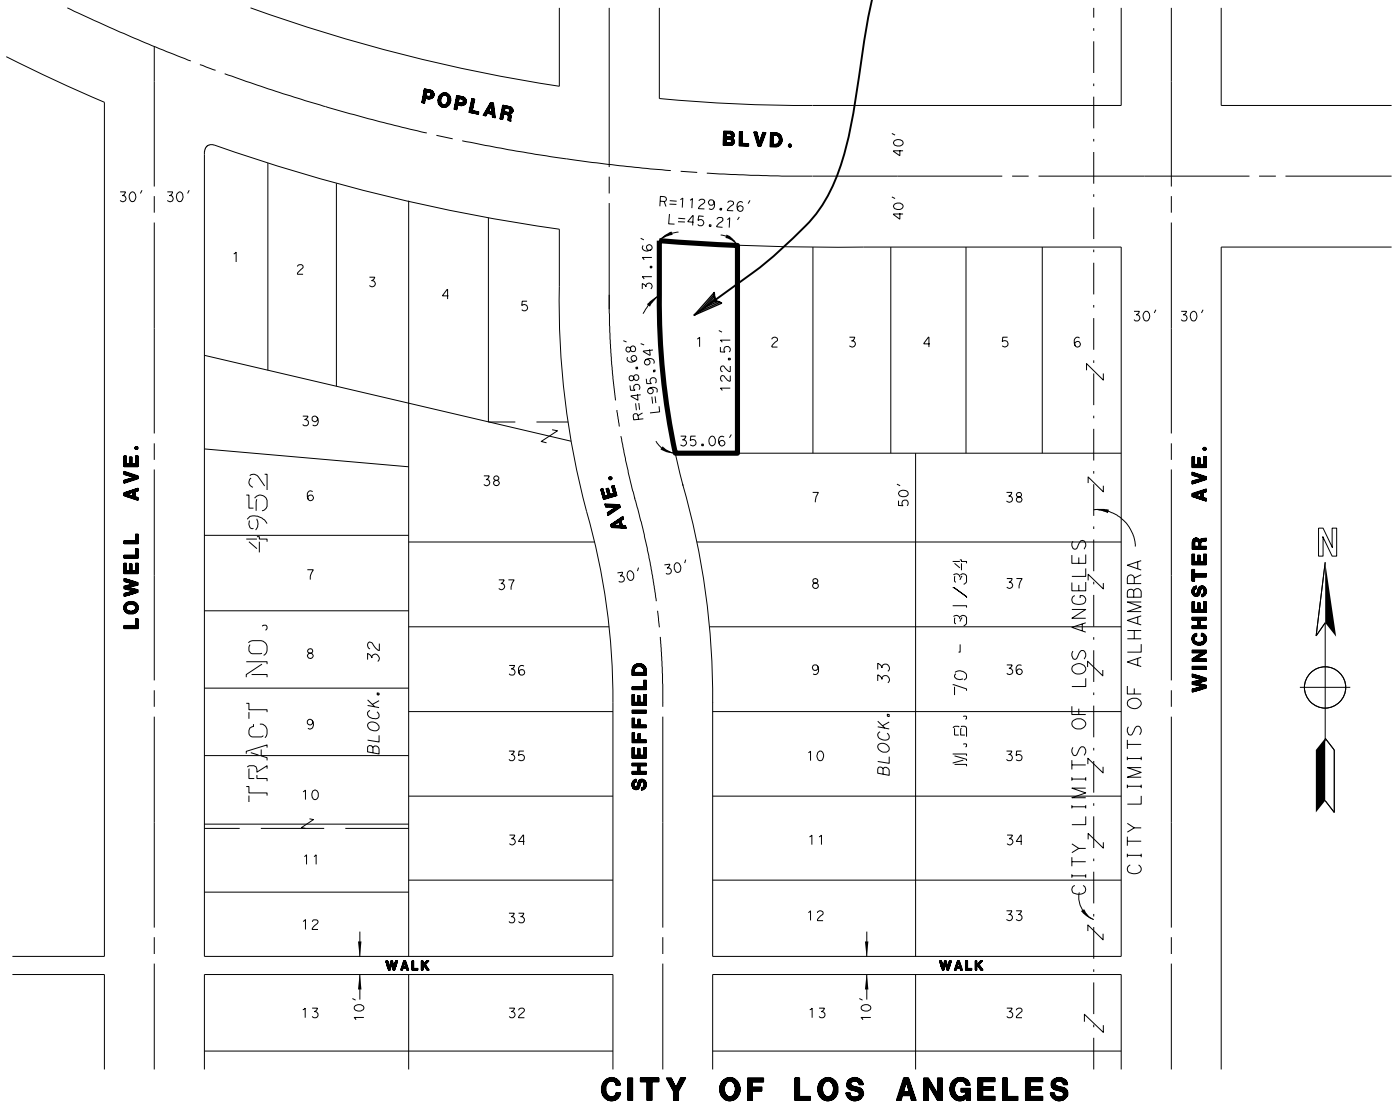 POPLAR
BLVD.
40'
40'
30' 30'
R=1129.26'
L=45.21'
31.16'
R=458.68'
L=95.94'
122.51'
35.06'
1
2
3
4
5
1
2
3
4
5
6
30' 30'
39
6
7
8
9
10
11
12
13
38
37
36
35
34
33
32
7
8
9
10
11
12
13
50'
38
37
36
35
34
33
32
LOWELL AVE.
TRACT NO. 4952
BLOCK. 32
SHEFFIELD AVE.
30' 30'
BLOCK. 33
M.B. 70 - 31/34
CITY LIMITS OF LOS ANGELES
CITY LIMITS OF ALHAMBRA
WINCHESTER AVE.
N
WALK
10'
WALK
10'
CITY OF LOS ANGELES